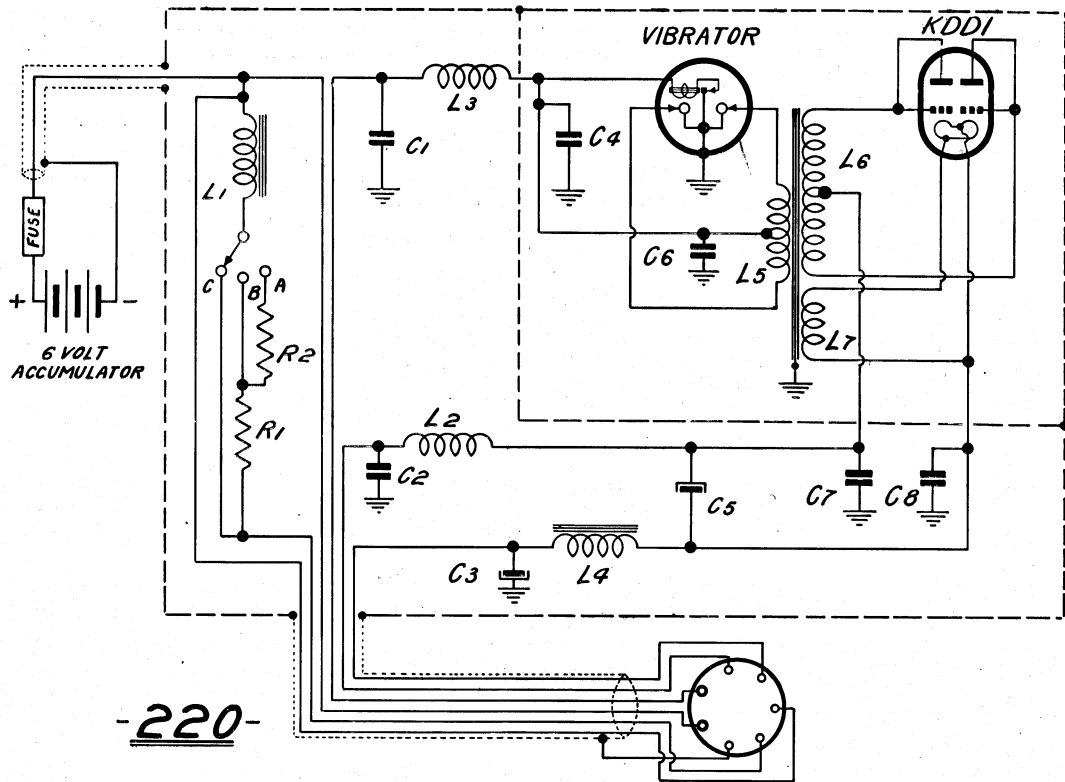 VIBRATOR
KDD1
L3
C1
C4
L6
L1
FUSE
C6
L5
C
B
A
+
-
R2
L7
6 VOLT
ACCUMULATOR
R1
L2
C2
C7
C8
C5
C3
L4
-220-